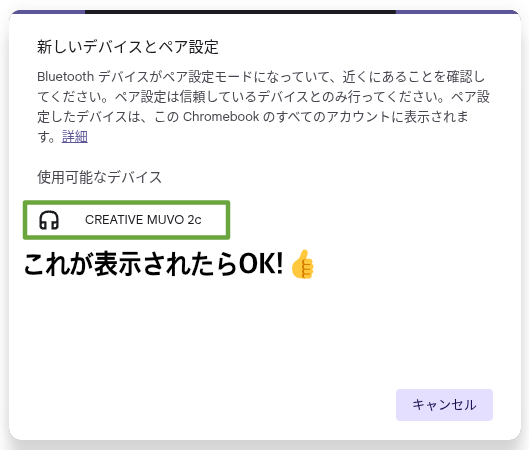 新しいデバイスとペア設定
Bluetooth デバイスがペア設定モードになっていて、近くにあることを確認し
てください。ペア設定は信頼しているデバイスとのみ行ってください。ペア設
定したデバイスは、この Chromebook のすべてのアカウントに表示されま
す。詳細
使用可能なデバイス
CREATIVE MUVO 2c
これが表示されたらOK!👍
キャンセル